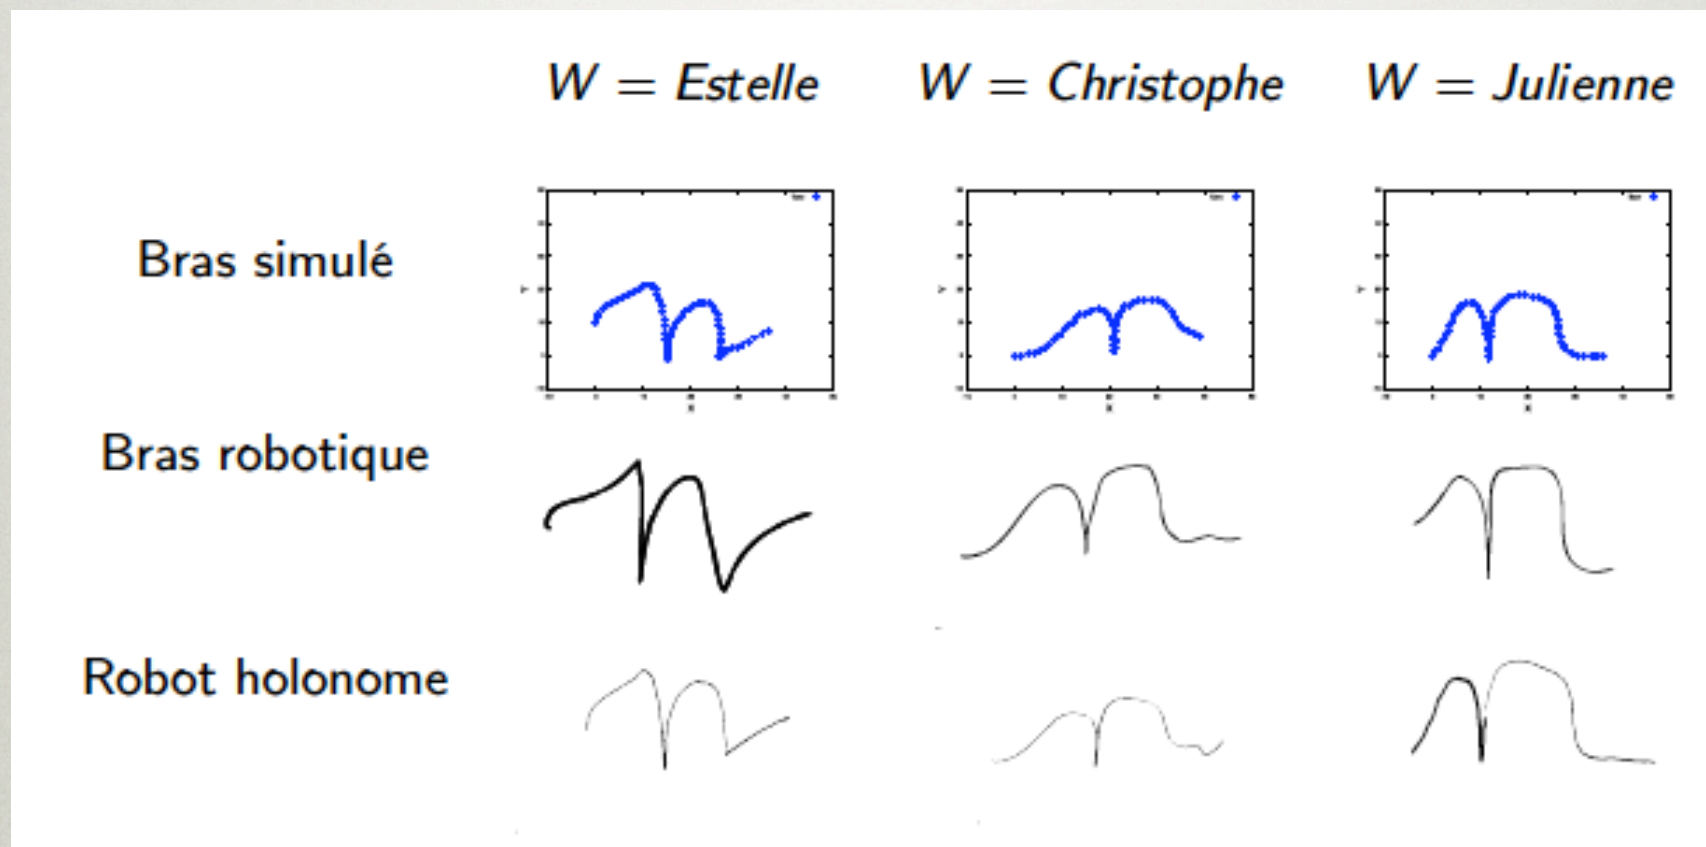 W = Estelle W = Christophe W = Julienne
Bras simulé
Bras robotique
Robot holonome